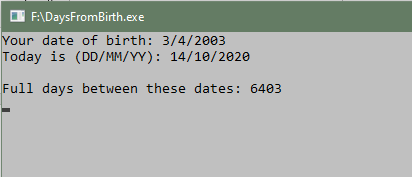 F:\DaysFromBirth.exe
Your date of birth: 3/4/2003
Today is (DD/MM/YY): 14/10/2020
Full days between these dates: 6403